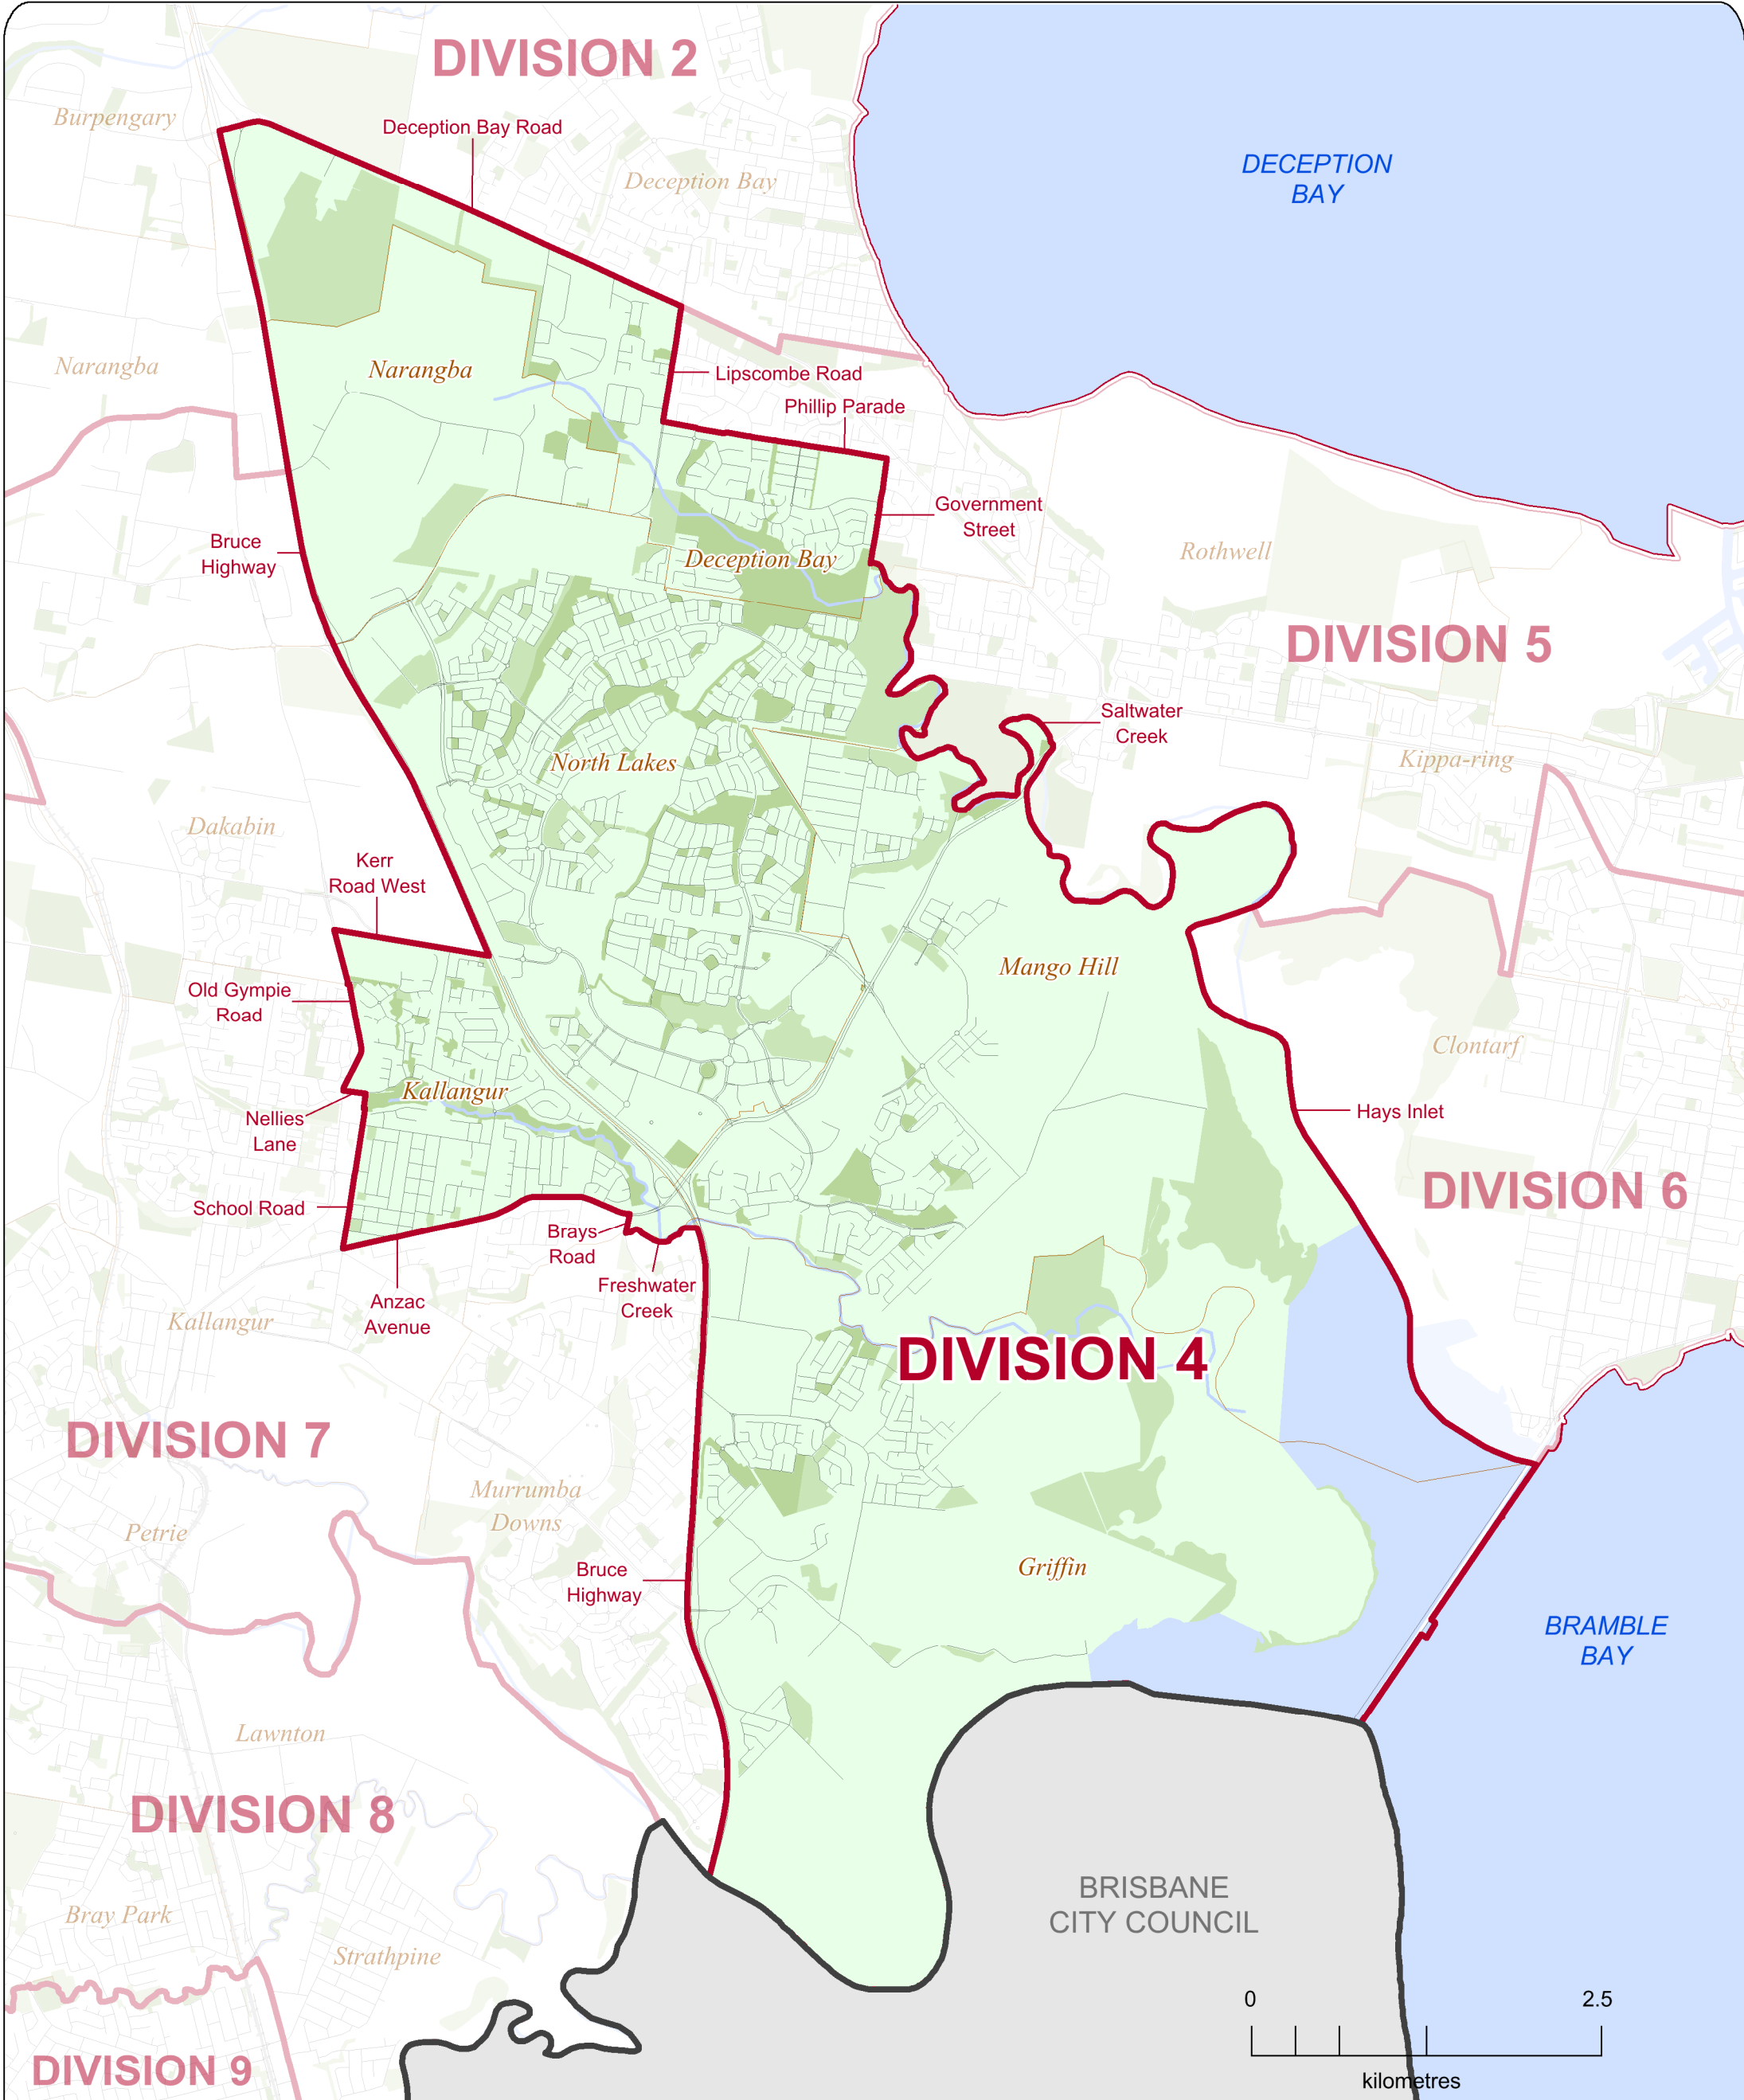 DIVISION 2
Burpengary
Deception Bay Road
DECEPTION
BAY
Deception Bay
Narangba
Narangba
Lipscombe Road
Phillip Parade
Government
Street
Bruce
Highway
Rothwell
Deception Bay
DIVISION 5
Saltwater
Creek
North Lakes
Kippa-ring
Dakabin
Kerr
Road West
Mango Hill
Old Gympie
Road
Clontarf
Kallangur
Nellies
Lane
Hays Inlet
DIVISION 6
School Road
Brays
Road
Freshwater
Creek
Anzac
Avenue
Kallangur
DIVISION 4
DIVISION 7
Murrumba
Downs
Petrie
Bruce
Highway
Griffin
BRAMBLE
BAY
Lawnton
DIVISION 8
BRISBANE
CITY COUNCIL
Bray Park
Strathpine
0 2.5
kilometres
DIVISION 9